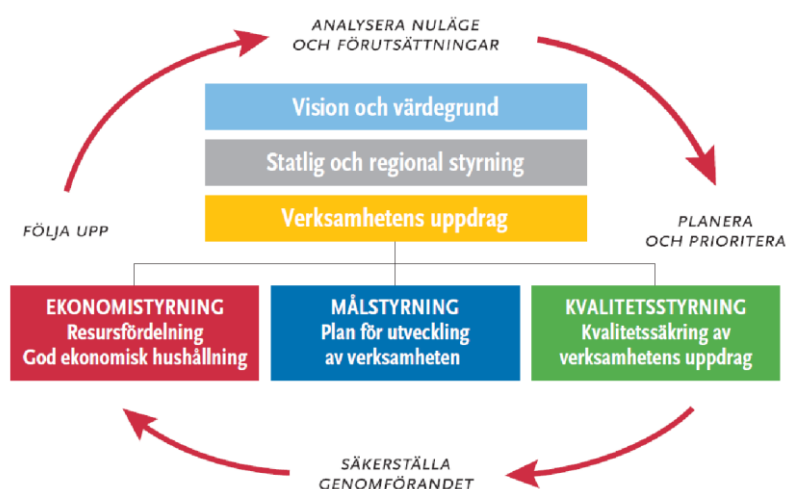 ANALYSERA NULÄGE
OCH FÖRUTSÄTTNINGAR
Vision och värdegrund
Statlig och regional styrning
Verksamhetens uppdrag
FÖLJA UPP
PLANERA
OCH PRIORITERA
EKONOMISTYRNING
Resursfördelning
God ekonomisk hushållning
MÅLSTYRNING
Plan för utveckling
av verksamheten
KVALITETSSTYRNING
Kvalitetssäkring av
verksamhetens uppdrag
SÄKERSTÄLLA
GENOMFÖRANDET